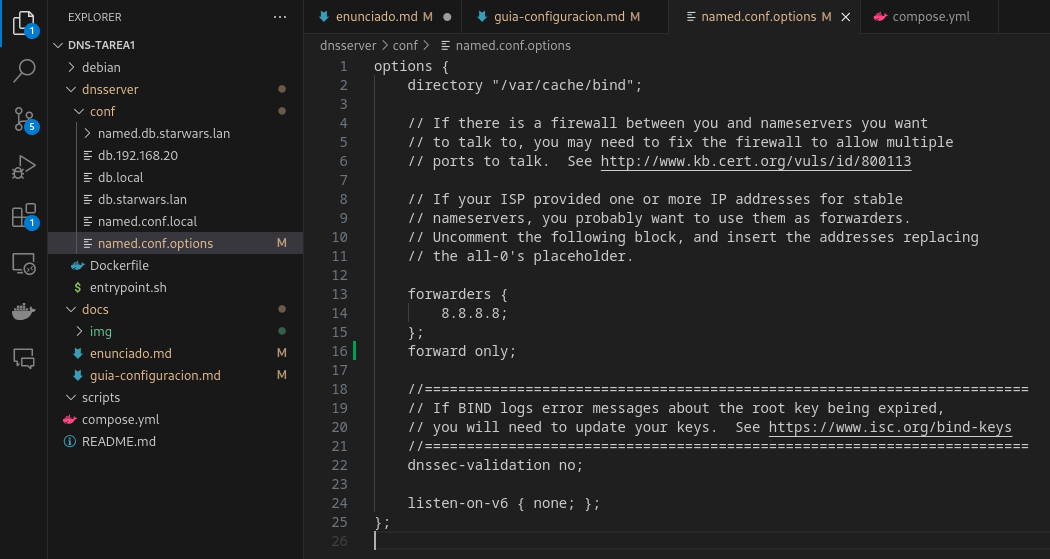 EXPLORER
enunciado.md M
guia-configuracion.md M
named.conf.options M
compose.yml
dnsserver > conf > named.conf.options
DNS-TAREA1
debian
dnsserver
conf
named.db.starwars.lan
db.192.168.20
db.local
db.starwars.lan
named.conf.local
named.conf.options M
Dockerfile
$ entrypoint.sh
docs
img
enunciado.md M
guia-configuracion.md M
scripts
compose.yml
README.md
1
5
1
1 options {
2 directory "/var/cache/bind";
3
4 // If there is a firewall between you and nameservers you want
5 // to talk to, you may need to fix the firewall to allow multiple
6 // ports to talk.  See http://www.kb.cert.org/vuls/id/800113
7
8 // If your ISP provided one or more IP addresses for stable
9 // nameservers, you probably want to use them as forwarders.
10 // Uncomment the following block, and insert the addresses replacing
11 // the all-0's placeholder.
12
13 forwarders {
14 8.8.8.8;
15 };
16 forward only;
17
18 //========================================================================
19 // If BIND logs error messages about the root key being expired,
20 // you will need to update your keys.  See https://www.isc.org/bind-keys
21 //========================================================================
22 dnssec-validation no;
23
24 listen-on-v6 { none; };
25 };
26